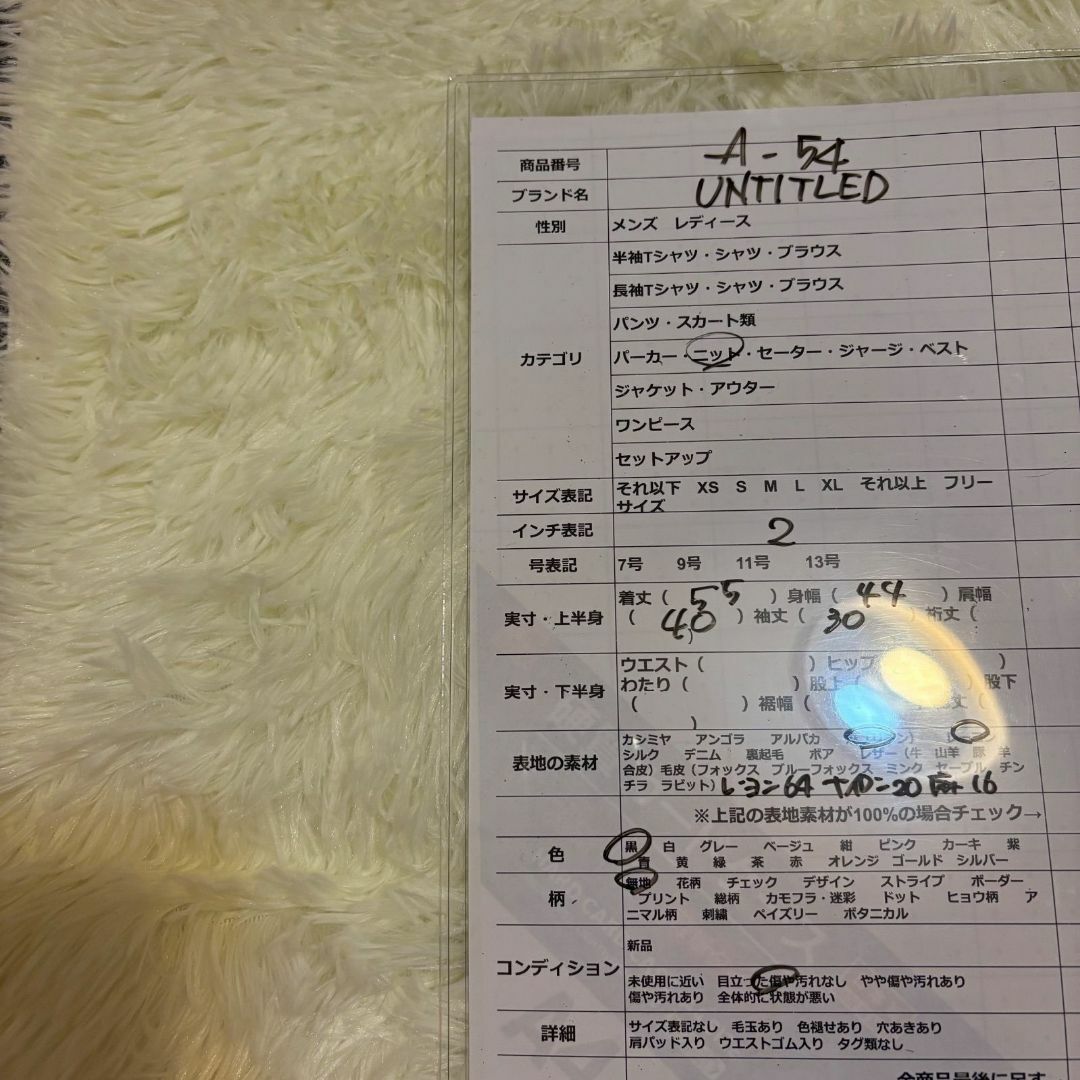 商品番号 A-54
ブランド名 UNTITLED
性別 メンズ レディース
カテゴリ
半袖Tシャツ・シャツ・ブラウス
長袖Tシャツ・シャツ・ブラウス
パンツ・スカート類
パーカー・ニット・セーター・ジャージ・ベスト
ジャケット・アウター
ワンピース
セットアップ
サイズ表記 それ以下 XS S M L XL それ以上 フリー
サイズ
インチ表記 2
号表記 7号 9号 11号 13号
実寸・上半身
着丈( 55 )身幅( 44 )肩幅
( 40 )袖丈( 30 )裄丈(
実寸・下半身
ウエスト( )ヒップ )
わたり( )股上( )股下
( )裾幅( 丈(
)
表地の素材
カシミヤ アンゴラ アルパカ
シルク デニム 裏起毛 ボア レザー(牛 山羊 豚 羊
合皮)毛皮(フォックス ブルーフォックス ミンク セーブル チン
チラ ラビット) レーヨン64 ナイロン20 16
※上記の表地素材が100%の場合チェック→
色
黒 白 グレー ベージュ 紺 ピンク カーキ 紫
青 黄 緑 茶 赤 オレンジ ゴールド シルバー
柄
無地 花柄 チェック デザイン ストライプ ボーダー
プリント 総柄 カモフラ・迷彩 ドット ヒョウ柄 ア
ニマル柄 刺繍 ペイズリー ボタニカル
コンディション
新品
未使用に近い 目立った傷や汚れなし やや傷や汚れあり
傷や汚れあり 全体的に状態が悪い
詳細
サイズ表記なし 毛玉あり 色褪せあり 穴あきあり
肩パッド入り ウエストゴム入り タグ類なし
全商品最後に足す